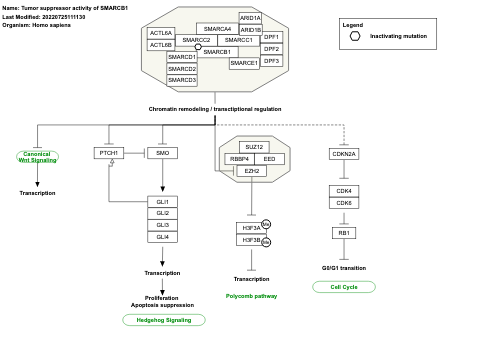 Name: Tumor suppressor activity of SMARCB1
Last Modified: 20220725111130
Organism: Homo sapiens
Legend
Inactivating mutation
ARID1A
ARID1B
ACTL6A
ACTL6B
SMARCA4
SMARCC2
SMARCC1
SMARCB1
DPF1
DPF2
DPF3
SMARCD1
SMARCD2
SMARCD3
SMARCE1
Chromatin remodeling / transctiptional regulation
Canonical
Wnt Signaling
Transcription
PTCH1
SMO
GLI1
GLI2
GLI3
GLI4
Transcription
Proliferation
Apoptosis suppression
Hedgehog Signaling
SUZ12
RBBP4
EED
EZH2
H3F3A
Me
H3F3B
Me
Transcription
Polycomb pathway
CDKN2A
CDK4
CDK6
RB1
G0/G1 transition
Cell Cycle